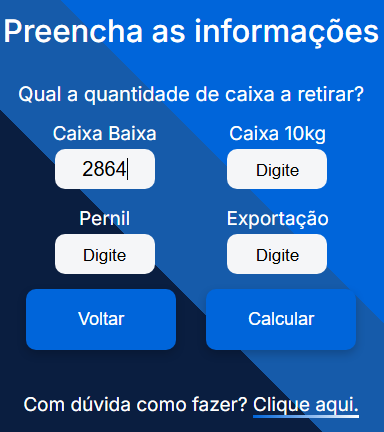 Preencha as informações
Qual a quantidade de caixa a retirar?
Caixa Baixa
Caixa 10kg
2864
Digite
Pernil
Exportação
Digite
Digite
Voltar
Calcular
Com dúvida como fazer? Clique aqui.